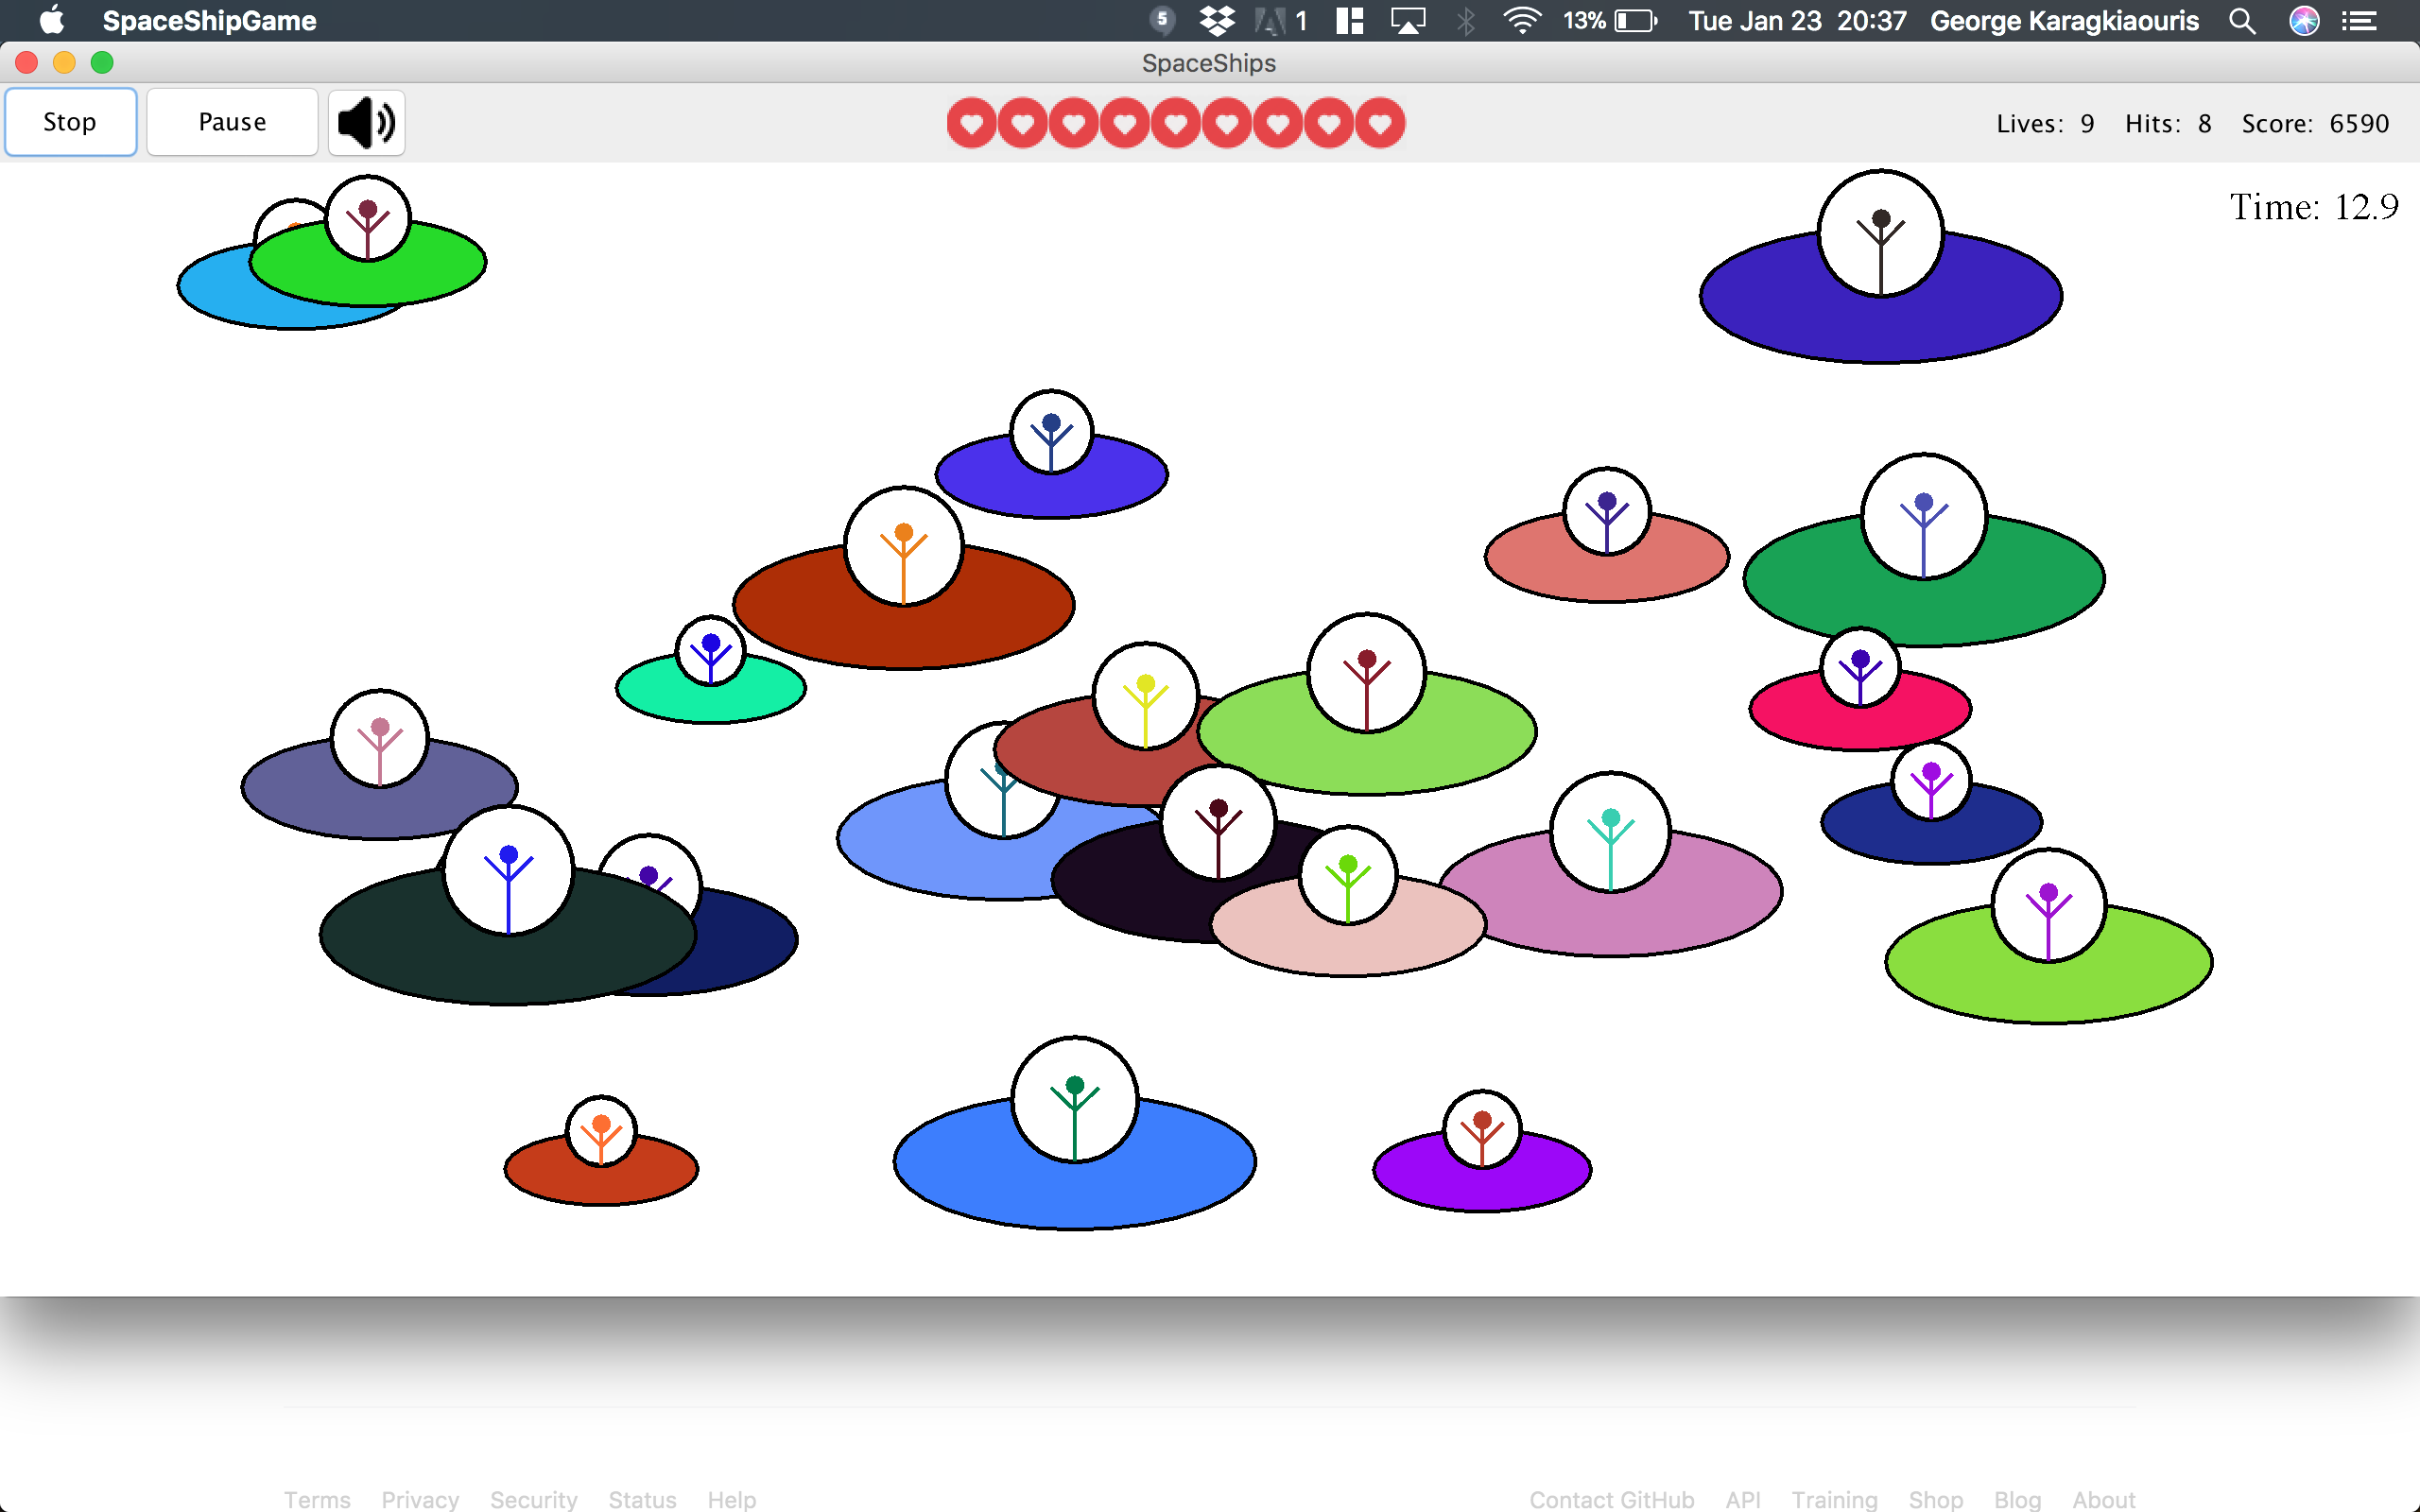 SpaceShipGame 5 1 13% Tue Jan 23 20:37 George Karagkiaouris
SpaceShips
Stop Pause Lives: 9 Hits: 8 Score: 6590
Time: 12.9
Terms Privacy Security Status Help Contact GitHub API Training Shop Blog About